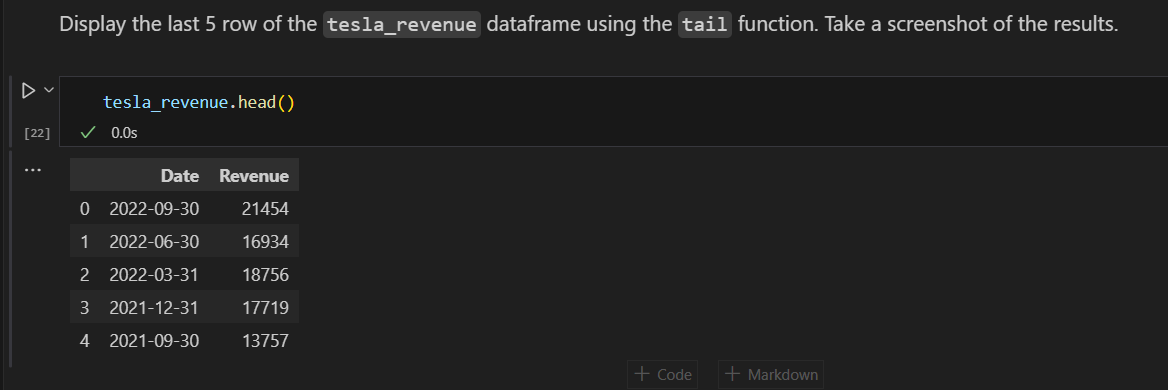 Display the last 5 row of the tesla_revenue dataframe using the tail function. Take a screenshot of the results.
tesla_revenue.head()
[22] 0.0s
...
Date Revenue
0 2022-09-30 21454
1 2022-06-30 16934
2 2022-03-31 18756
3 2021-12-31 17719
4 2021-09-30 13757
+ Code + Markdown